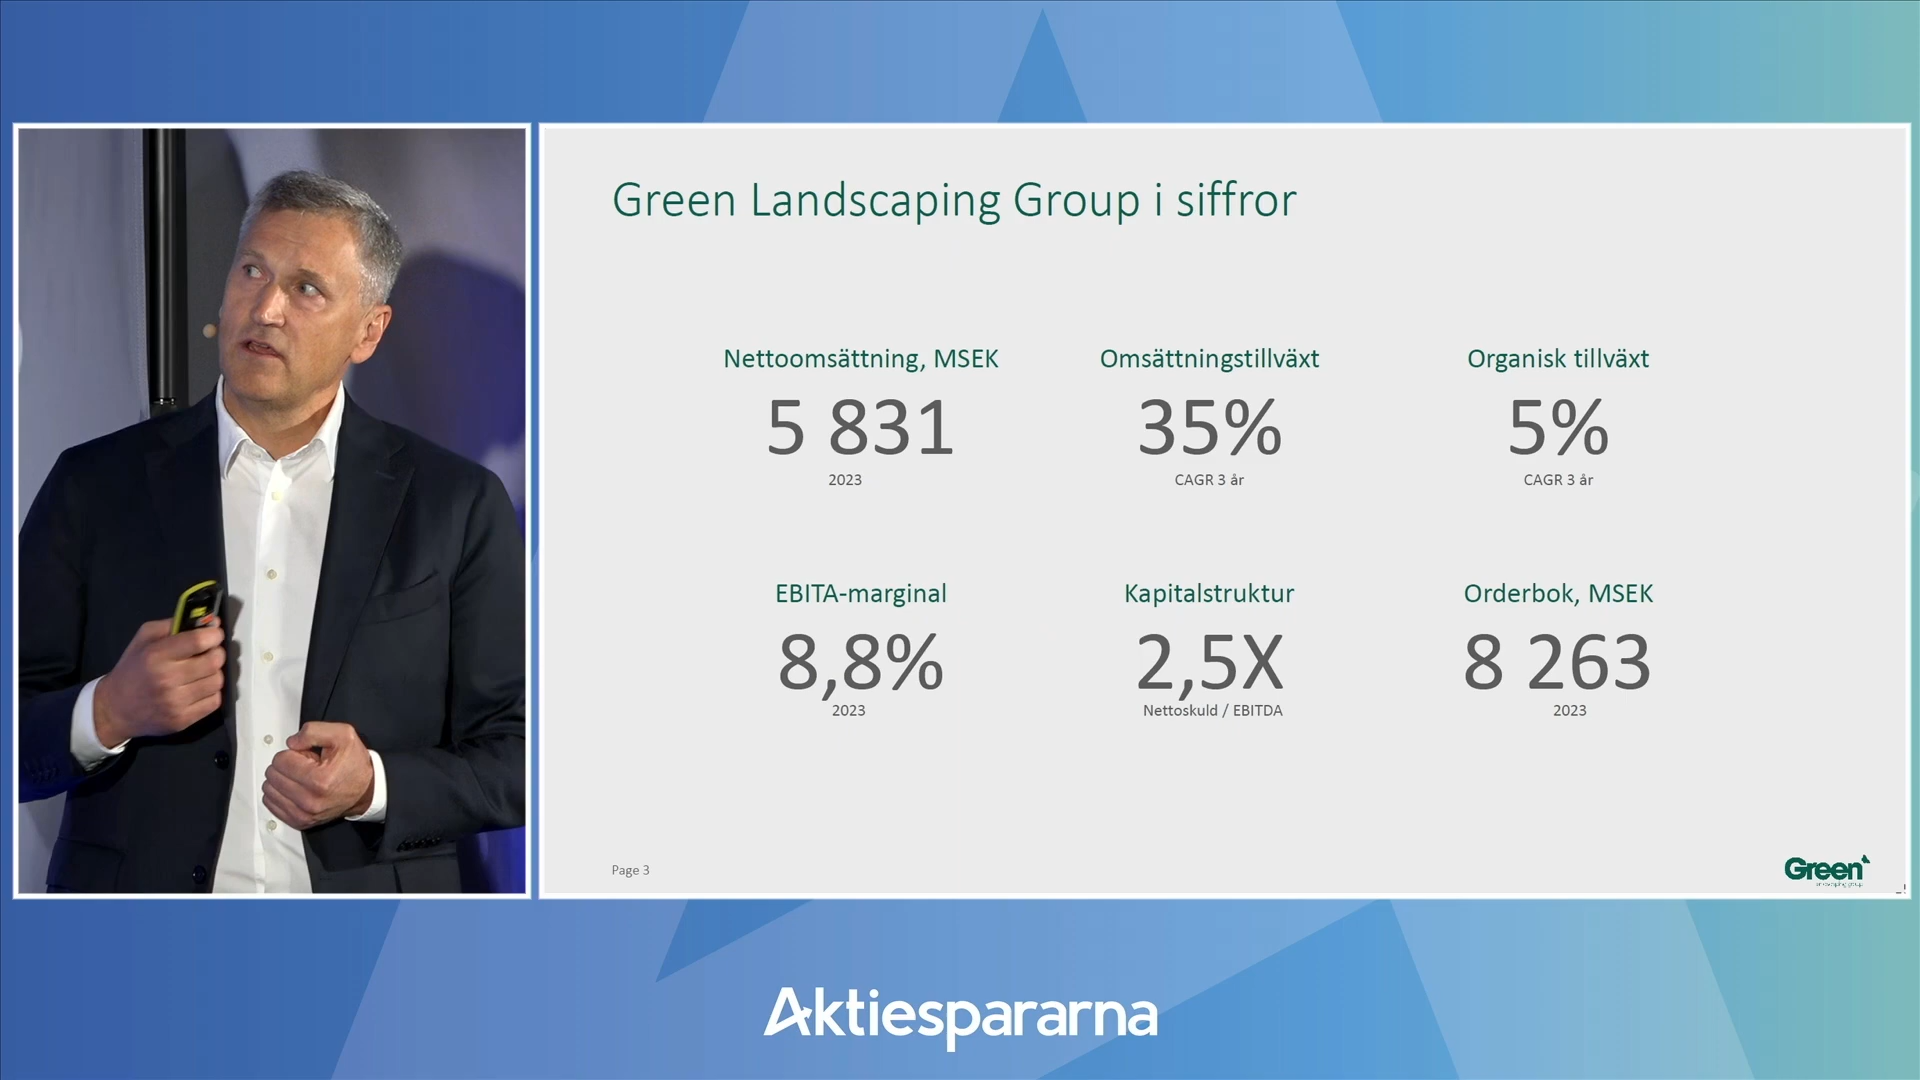 Green Landscaping Group i siffror
Nettoomsättning, MSEK
5 831
2023
Omsättningstillväxt
35%
CAGR 3 år
Organisk tillväxt
5%
CAGR 3 år
EBITA-marginal
8,8%
2023
Kapitalstruktur
2,5X
Nettoskuld / EBITDA
Orderbok, MSEK
8 263
2023
Page 3
Green
Aktiespararna